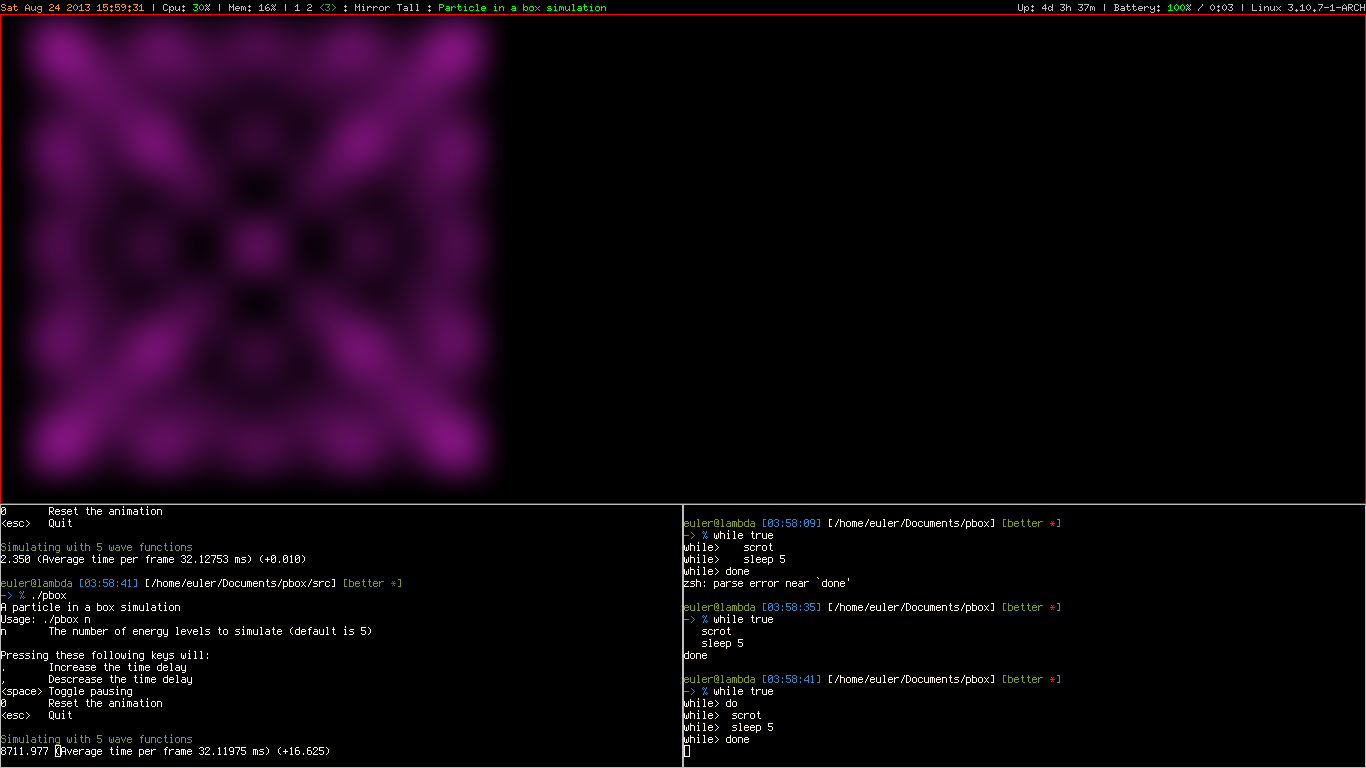 Sat Aug 24 2013 15:59:31 | Cpu: 30% | Mem: 16% | 1 2 <3> : Mirror Tall : Particle in a box simulation Up: 4d 3h 37m | Battery: 100% / 0:03 | Linux 3.10.7-1-ARCH
0 Reset the animation
<esc> Quit
Simulating with 5 wave functions
2.350 (Average time per frame 32.12753 ms) (+0.010)
euler@lambda [03:58:41] [/home/euler/Documents/pbox/src] [better *]
-> % ./pbox
A particle in a box simulation
Usage: ./pbox n
n The number of energy levels to simulate (default is 5)
Pressing these following keys will:
. Increase the time delay
, Descrease the time delay
<space> Toggle pausing
0 Reset the animation
<esc> Quit
Simulating with 5 wave functions
8711.977 (Average time per frame 32.11975 ms) (+16.625)
euler@lambda [03:58:09] [/home/euler/Documents/pbox] [better *]
-> % while true
while> scrot
while> sleep 5
while> done
zsh: parse error near `done'
euler@lambda [03:58:35] [/home/euler/Documents/pbox] [better *]
-> % while true
scrot
sleep 5
done
euler@lambda [03:58:41] [/home/euler/Documents/pbox] [better *]
-> % while true
while> do
while> scrot
while> sleep 5
while> done